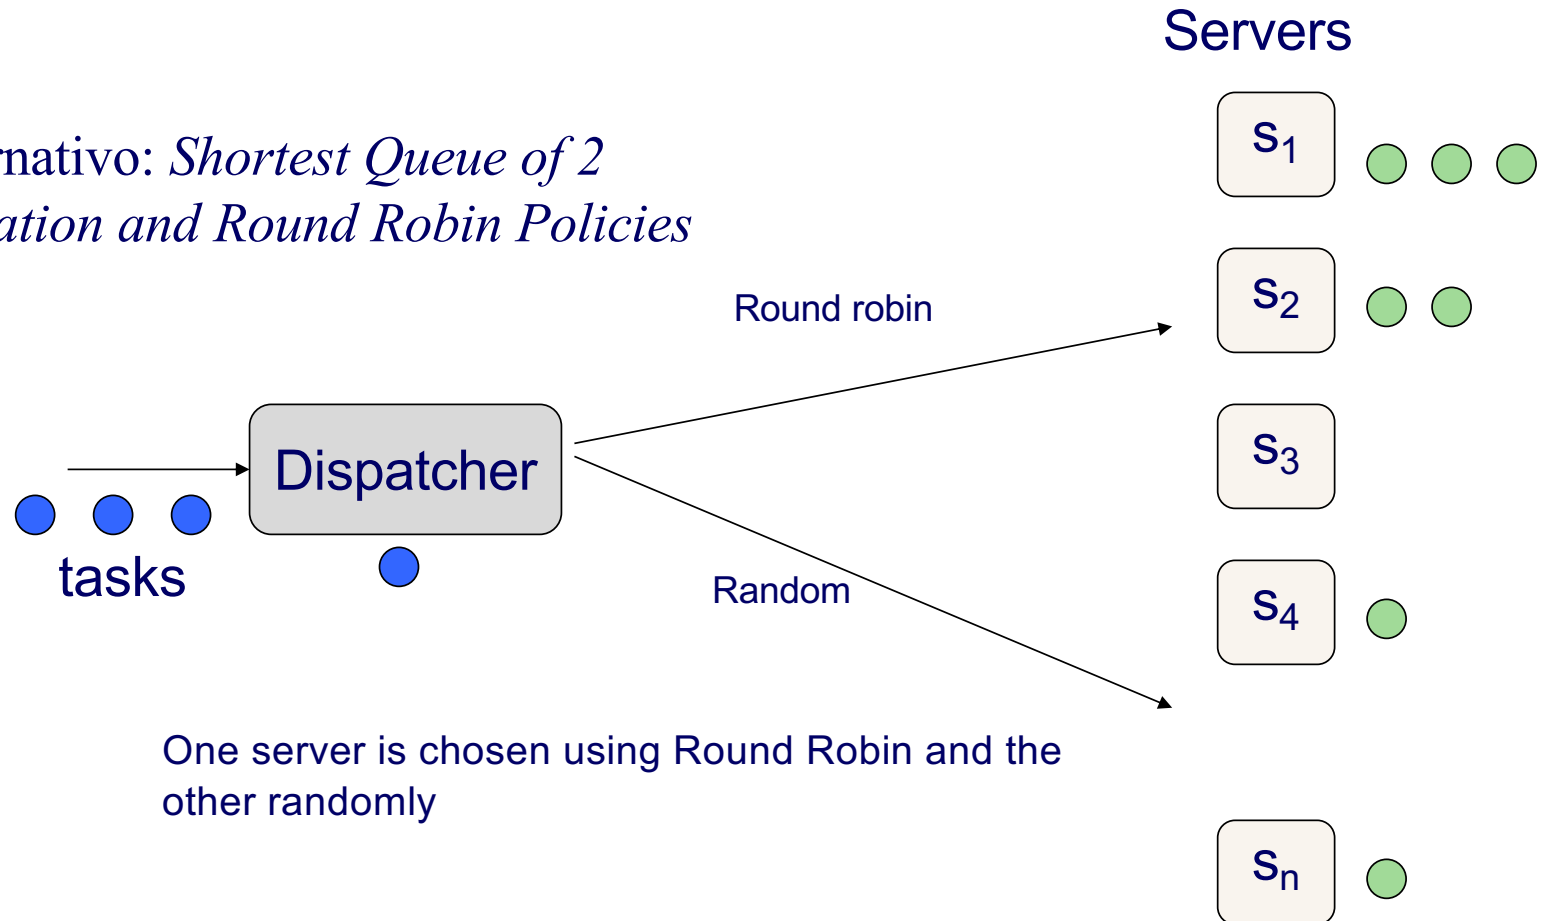 Servers
rnativo: Shortest Queue of 2
ation and Round Robin Policies
s1
s2
Round robin
s3
Dispatcher
tasks
Random
s4
One server is chosen using Round Robin and the
other randomly
sn